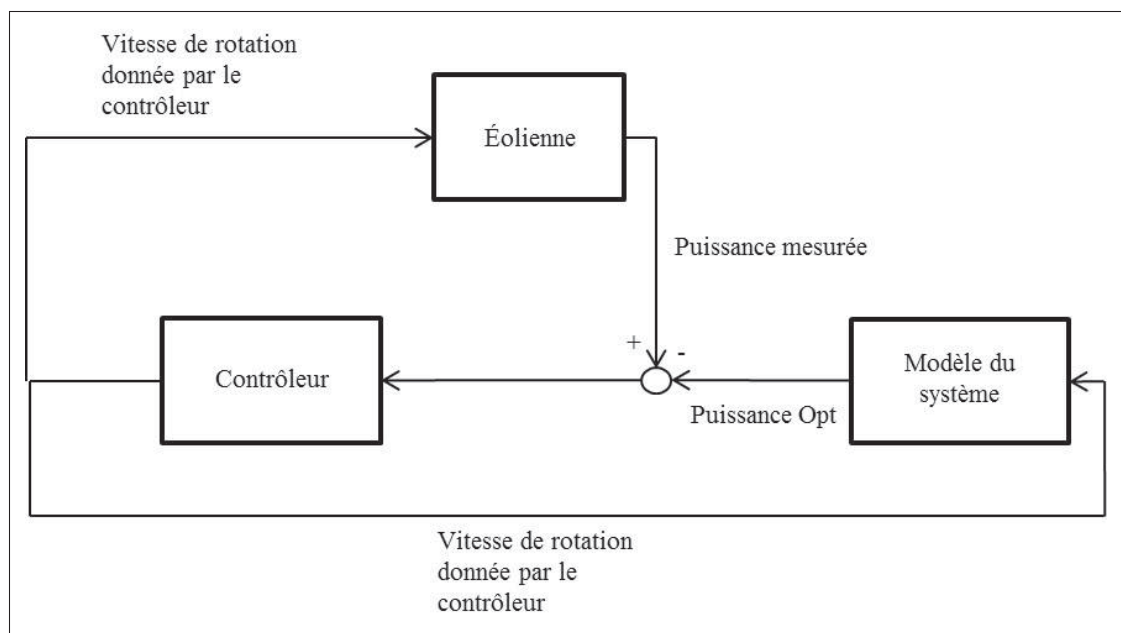 Vitesse de rotation
donnée par le
contrôleur
Éolienne
Puissance mesurée
+
-
Contrôleur
Modèle du
système
Puissance Opt
Vitesse de rotation
donnée par le
contrôleur